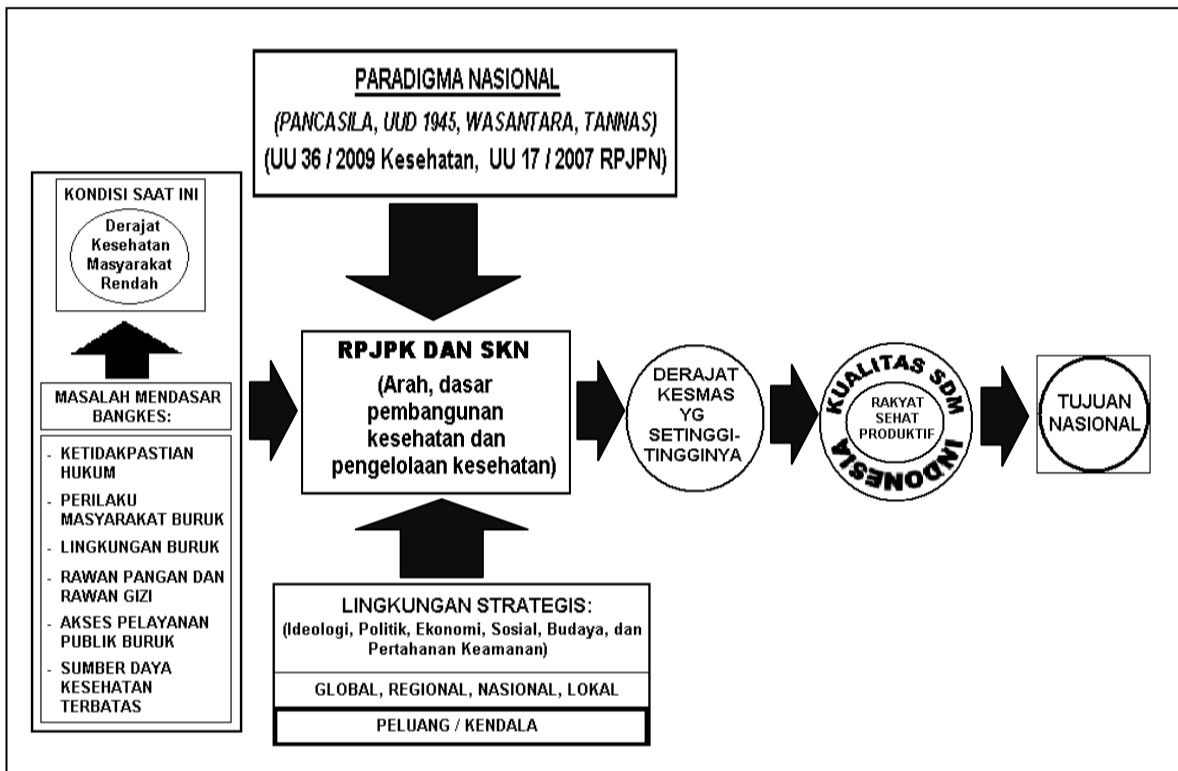 PARADIGMA NASIONAL
(PANCASILA, UUD 1945, WASANTARA, TANNAS)
(UU 36 / 2009 Kesehatan, UU 17 / 2007 RPJPN)
KONDISI SAAT INI
Derajat
Kesehatan
Masyarakat
Rendah
MASALAH MENDASAR
BANGKES:
- KETIDAKPASTIAN
HUKUM
- PERILAKU
MASYARAKAT BURUK
- LINGKUNGAN BURUK
- RAWAN PANGAN DAN
RAWAN GIZI
- AKSES PELAYANAN
PUBLIK BURUK
- SUMBER DAYA
KESEHATAN
TERBATAS
RPJPK DAN SKN
(Arah, dasar
pembangunan
kesehatan dan
pengelolaan kesehatan)
DERAJAT
KESMAS
YG
SETINGGI-
TINGGINYA
KUALITAS SDM
RAKYAT
SEHAT
PRODUKTIF
INDONESIA
TUJUAN
NASIONAL
LINGKUNGAN STRATEGIS:
(Ideologi, Politik, Ekonomi, Sosial, Budaya, dan
Pertahanan Keamanan)
GLOBAL, REGIONAL, NASIONAL, LOKAL
PELUANG / KENDALA